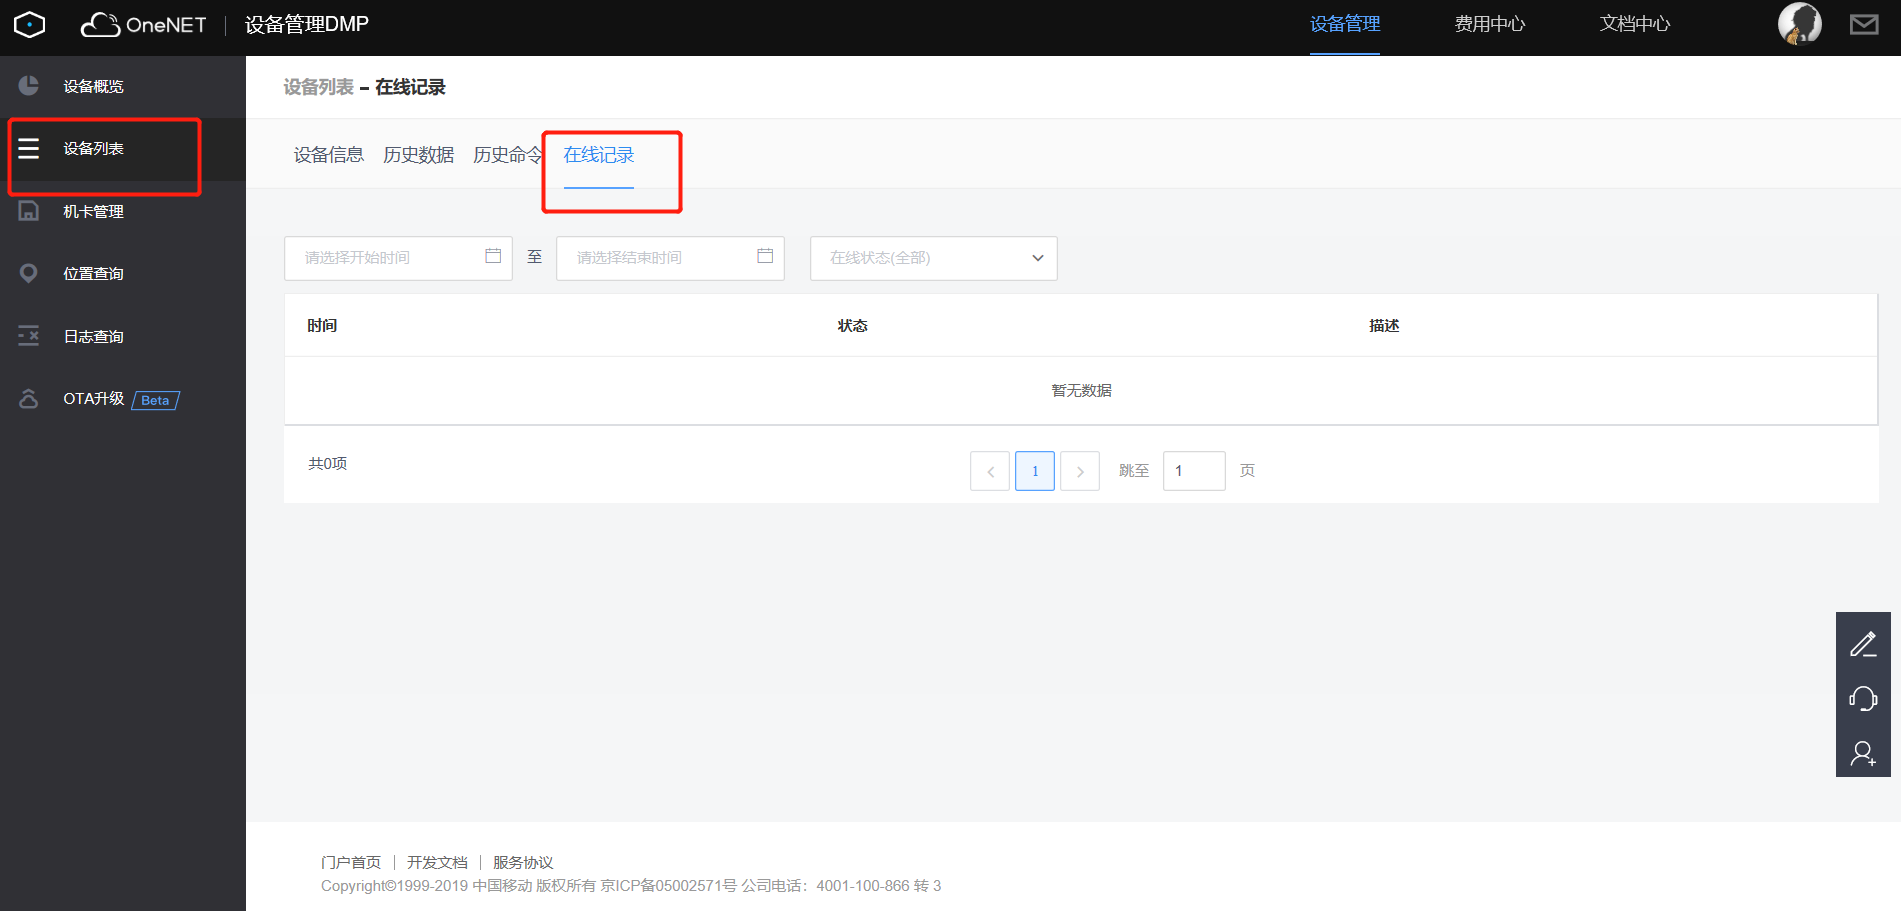 OneNET 设备管理DMP 设备管理 费用中心 文档中心
设备概览
设备列表
机卡管理
位置查询
日志查询
OTA升级 Beta
设备列表 – 在线记录
设备信息 历史数据 历史命令 在线记录
请选择开始时间 至 请选择结束时间 在线状态(全部)
时间 状态 描述
暂无数据
共0项 1 跳至 1 页
门户首页 | 开发文档 | 服务协议
Copyright©1999-2019 中国移动 版权所有 京ICP备05002571号 公司电话：4001-100-866 转 3